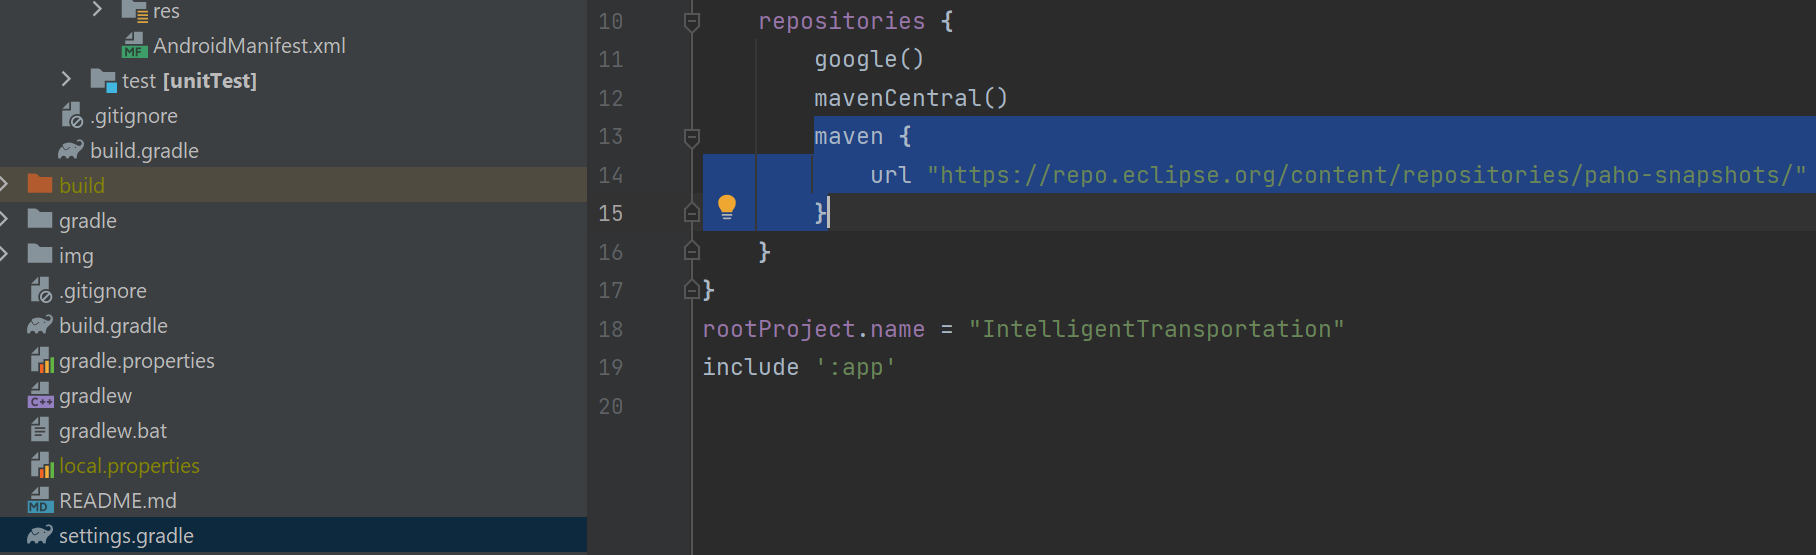 res
MF AndroidManifest.xml
test [unitTest]
.gitignore
build.gradle
build
gradle
img
.gitignore
build.gradle
gradle.properties
C++ gradlew
gradlew.bat
local.properties
MD README.md
settings.gradle
10 repositories {
11 google()
12 mavenCentral()
13 maven {
14 url "https://repo.eclipse.org/content/repositories/paho-snapshots/"
15 }
16 }
17 }
18 rootProject.name = "IntelligentTransportation"
19 include ':app'
20